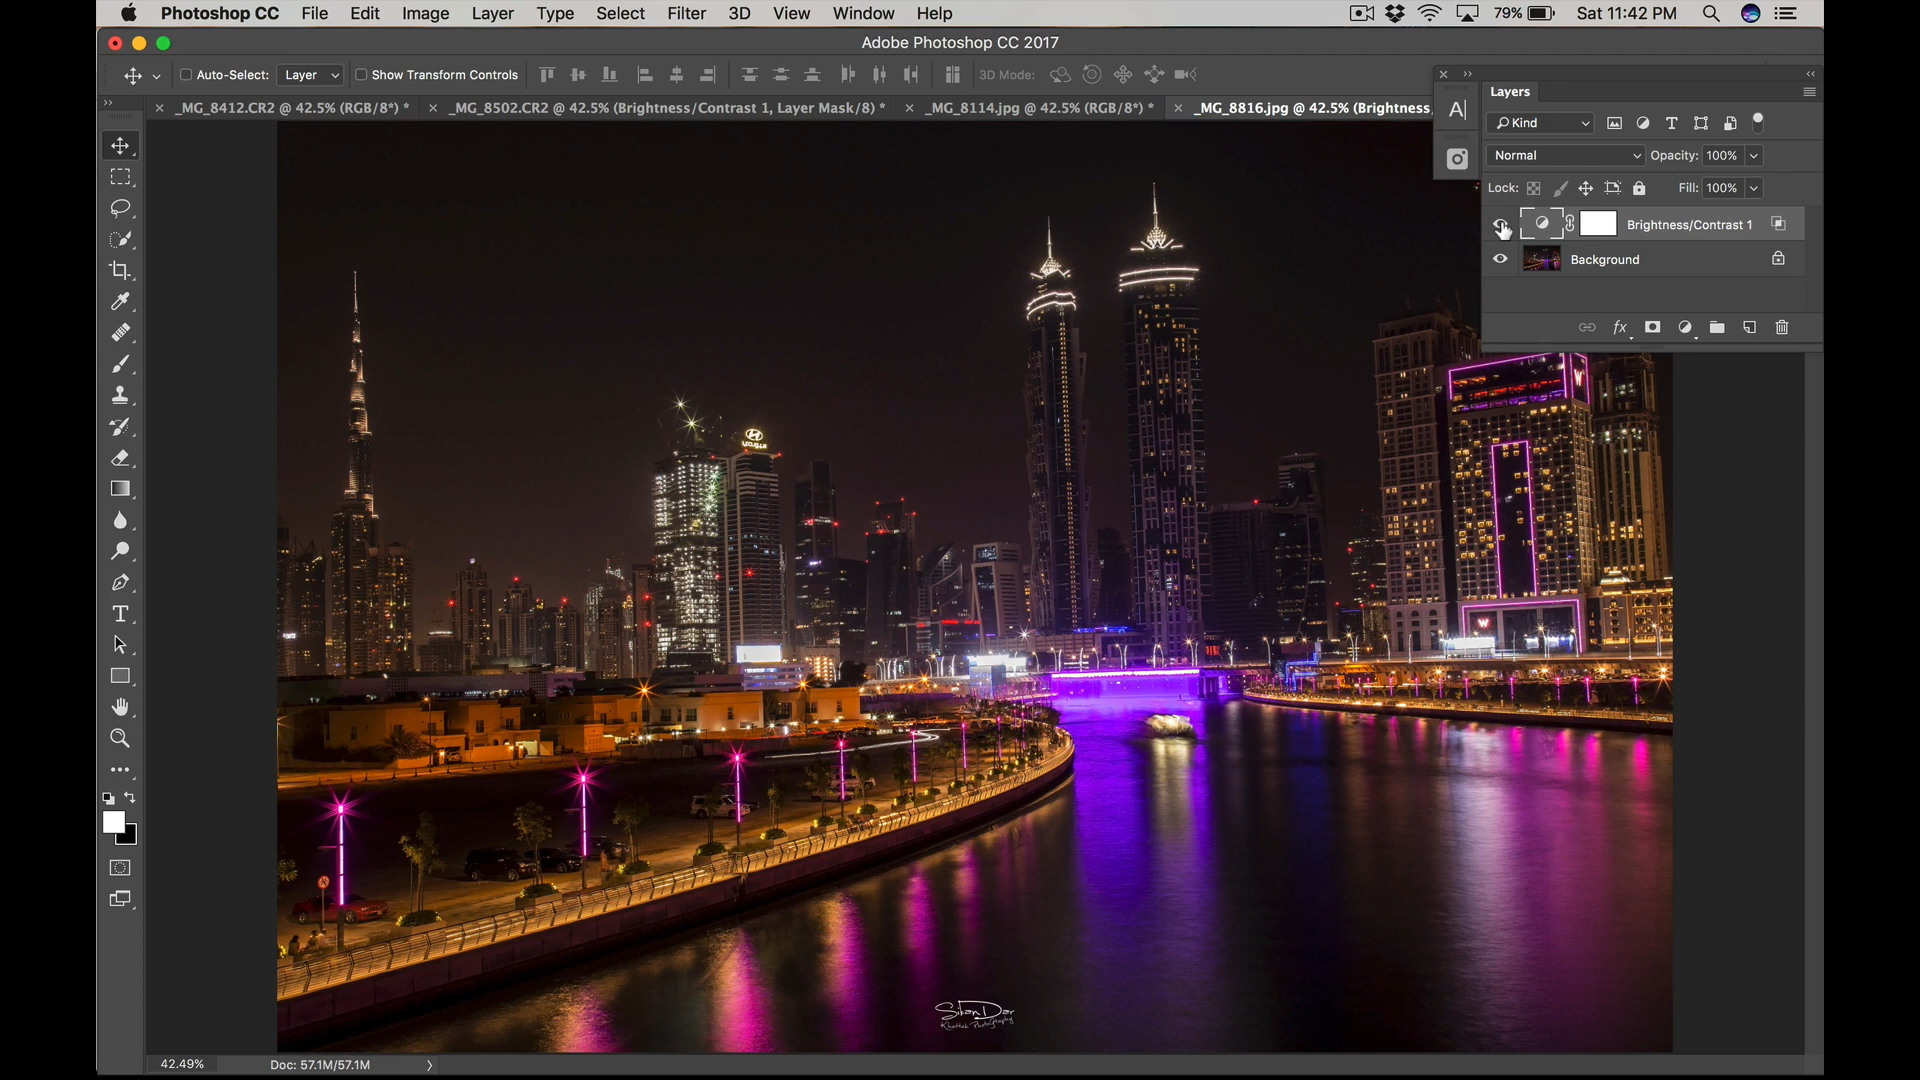 Photoshop CC File Edit Image Layer Type Select Filter 3D View Window Help 79% Sat 11:42 PM
Adobe Photoshop CC 2017
Auto-Select: Layer Show Transform Controls 3D Mode:
_MG_8412.CR2 @ 42.5% (RGB/8*) * _MG_8502.CR2 @ 42.5% (Brightness/Contrast 1, Layer Mask/8) * _MG_8114.jpg @ 42.5% (RGB/8*) * _MG_8816.jpg @ 42.5% (Brightness,
Layers
Kind
Normal Opacity: 100%
Lock: Fill: 100%
Brightness/Contrast 1
Background
fx
W
W
SikanDar
Khattak Photography
42.49% Doc: 57.1M/57.1M